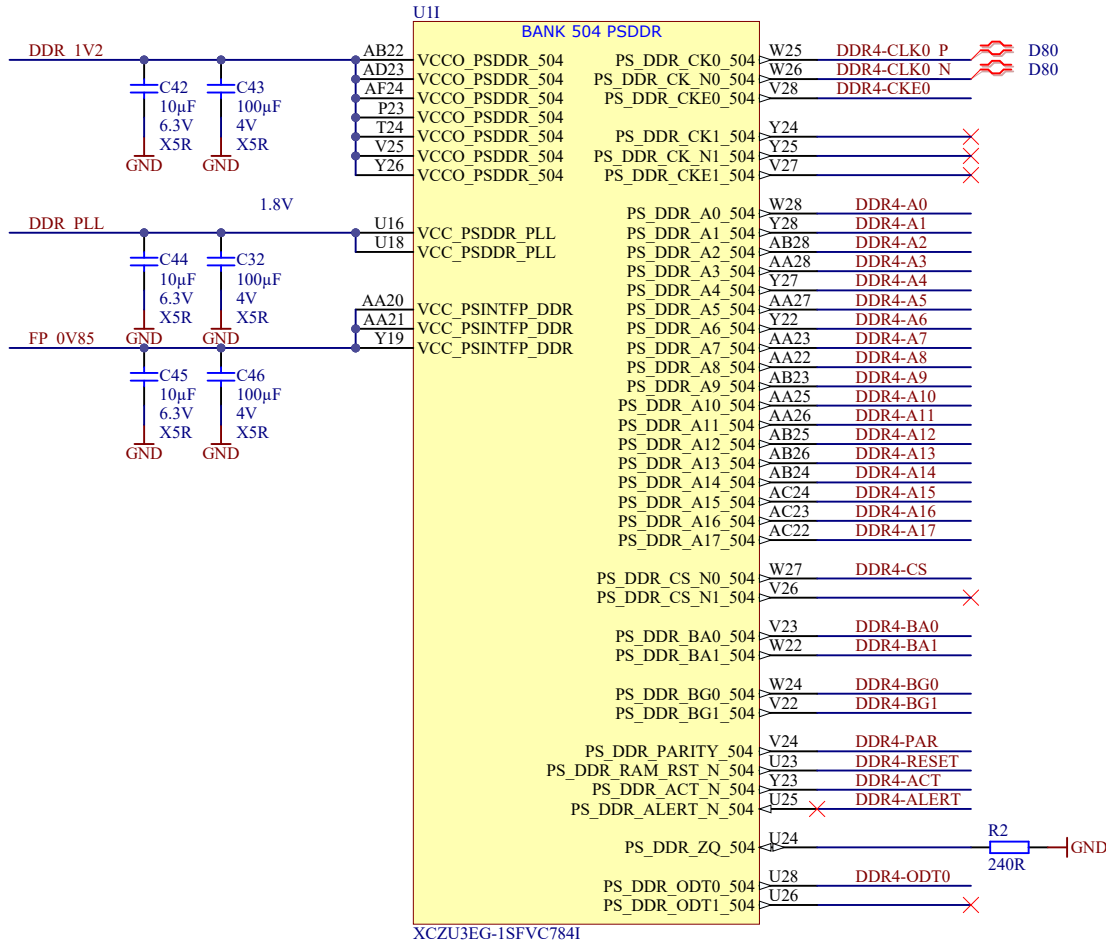 U1I
BANK 504 PSDDR
DDR_1V2
C42
10µF
6.3V
X5R
GND
C43
100µF
4V
X5R
GND
AB22 VCCO_PSDDR_504
AD23 VCCO_PSDDR_504
AF24 VCCO_PSDDR_504
P23 VCCO_PSDDR_504
T24 VCCO_PSDDR_504
V25 VCCO_PSDDR_504
Y26 VCCO_PSDDR_504
1.8V
DDR_PLL
C44
10µF
6.3V
X5R
GND
C32
100µF
4V
X5R
GND
U16 VCC_PSDDR_PLL
U18 VCC_PSDDR_PLL
AA20 VCC_PSINTFP_DDR
AA21 VCC_PSINTFP_DDR
Y19 VCC_PSINTFP_DDR
FP_0V85
C45
10µF
6.3V
X5R
GND
C46
100µF
4V
X5R
GND
PS_DDR_CK0_504 W25 DDR4-CLK0_P D80
PS_DDR_CK_N0_504 W26 DDR4-CLK0_N D80
PS_DDR_CKE0_504 V28 DDR4-CKE0
PS_DDR_CK1_504 Y24
PS_DDR_CK_N1_504 Y25
PS_DDR_CKE1_504 V27
PS_DDR_A0_504 W28 DDR4-A0
PS_DDR_A1_504 Y28 DDR4-A1
PS_DDR_A2_504 AB28 DDR4-A2
PS_DDR_A3_504 AA28 DDR4-A3
PS_DDR_A4_504 Y27 DDR4-A4
PS_DDR_A5_504 AA27 DDR4-A5
PS_DDR_A6_504 Y22 DDR4-A6
PS_DDR_A7_504 AA23 DDR4-A7
PS_DDR_A8_504 AA22 DDR4-A8
PS_DDR_A9_504 AB23 DDR4-A9
PS_DDR_A10_504 AA25 DDR4-A10
PS_DDR_A11_504 AA26 DDR4-A11
PS_DDR_A12_504 AB25 DDR4-A12
PS_DDR_A13_504 AB26 DDR4-A13
PS_DDR_A14_504 AB24 DDR4-A14
PS_DDR_A15_504 AC24 DDR4-A15
PS_DDR_A16_504 AC23 DDR4-A16
PS_DDR_A17_504 AC22 DDR4-A17
PS_DDR_CS_N0_504 W27 DDR4-CS
PS_DDR_CS_N1_504 V26
PS_DDR_BA0_504 V23 DDR4-BA0
PS_DDR_BA1_504 W22 DDR4-BA1
PS_DDR_BG0_504 W24 DDR4-BG0
PS_DDR_BG1_504 V22 DDR4-BG1
PS_DDR_PARITY_504 V24 DDR4-PAR
PS_DDR_RAM_RST_N_504 U23 DDR4-RESET
PS_DDR_ACT_N_504 Y23 DDR4-ACT
PS_DDR_ALERT_N_504 U25 DDR4-ALERT
PS_DDR_ZQ_504 U24
R2
240R
GND
PS_DDR_ODT0_504 U28 DDR4-ODT0
PS_DDR_ODT1_504 U26
XCZU3EG-1SFVC784I